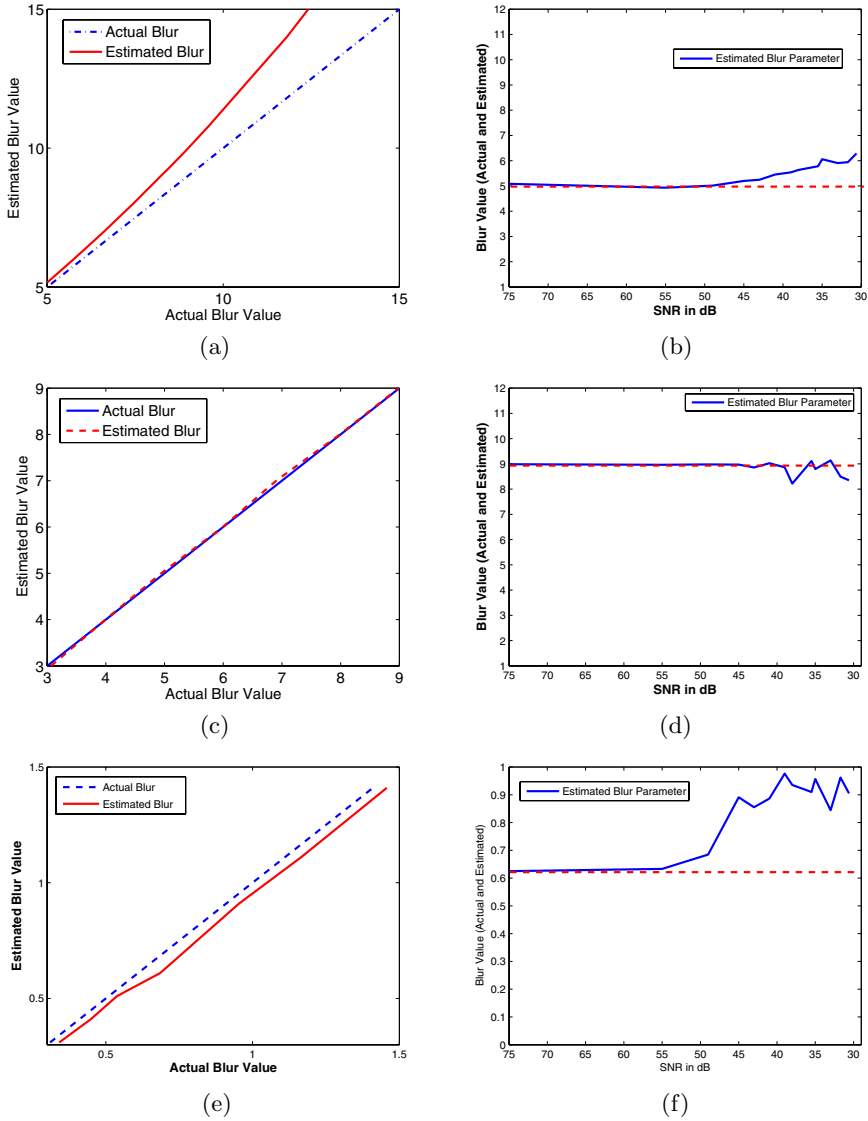 Actual Blur
Estimated Blur
Estimated Blur Value
15
10
5
5
10
15
Actual Blur Value
(a)
Estimated Blur Parameter
Blur Value (Actual and Estimated)
12
11
10
9
8
7
6
5
4
3
2
1
75 70 65 60 55 50 45 40 35 30
SNR in dB
(b)
Actual Blur
Estimated Blur
Estimated Blur Value
9
8
7
6
5
4
3
3 4 5 6 7 8 9
Actual Blur Value
(c)
Estimated Blur Parameter
Blur Value (Actual and Estimated)
12
11
10
9
8
7
6
5
4
3
2
1
75 70 65 60 55 50 45 40 35 30
SNR in dB
(d)
Actual Blur
Estimated Blur
Estimated Blur Value
1.5
1
0.5
0.5 1 1.5
Actual Blur Value
(e)
Estimated Blur Parameter
Blur Value (Actual and Estimated)
1
0.9
0.8
0.7
0.6
0.5
0.4
0.3
0.2
0.1
0
75 70 65 60 55 50 45 40 35 30
SNR in dB
(f)